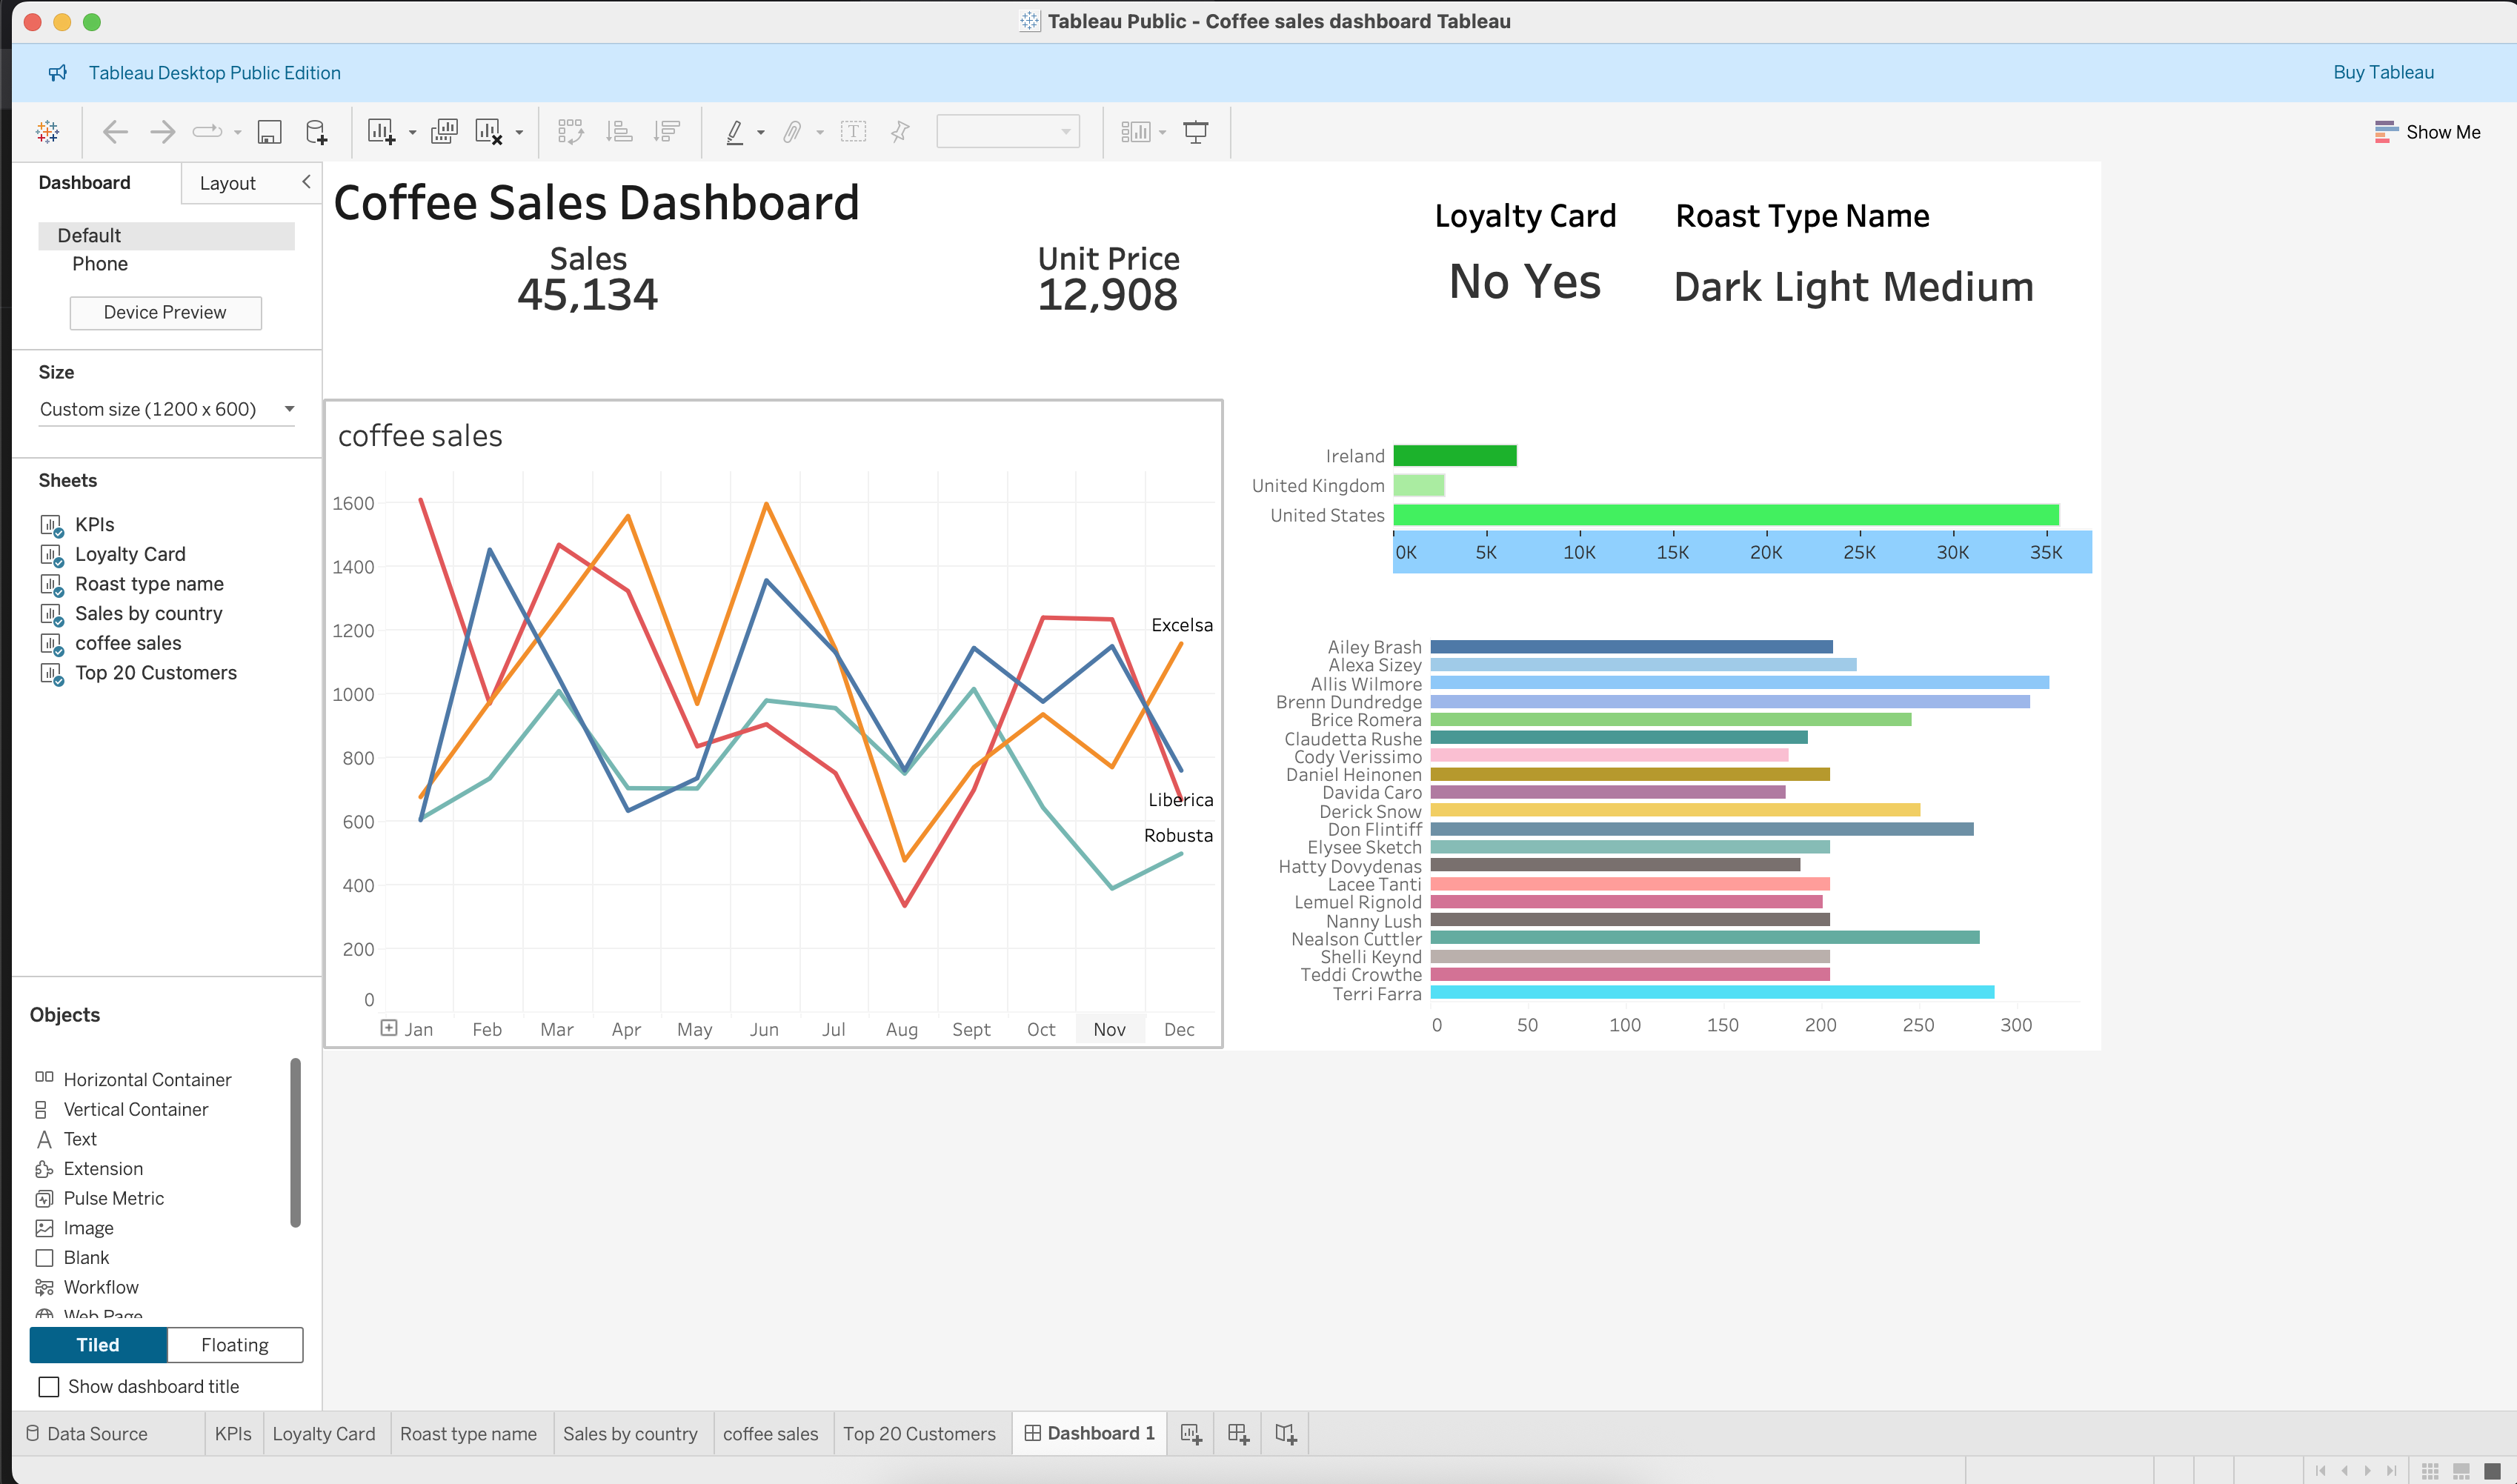 Tableau Public - Coffee sales dashboard Tableau
Tableau Desktop Public Edition
Buy Tableau
Show Me
Dashboard
Layout
Default
Phone
Device Preview
Size
Custom size (1200 x 600)
Sheets
KPIs
Loyalty Card
Roast type name
Sales by country
coffee sales
Top 20 Customers
Objects
Horizontal Container
Vertical Container
Text
Extension
Pulse Metric
Image
Blank
Workflow
Web Page
Tiled
Floating
Show dashboard title
Coffee Sales Dashboard
Sales
45,134
Unit Price
12,908
Loyalty Card
No Yes
Roast Type Name
Dark Light Medium
coffee sales
1600
1400
1200
1000
800
600
400
200
0
Excelsa
Liberica
Robusta
Jan Feb Mar Apr May Jun Jul Aug Sept Oct Nov Dec
Ireland
United Kingdom
United States
0K 5K 10K 15K 20K 25K 30K 35K
Ailey Brash
Alexa Sizey
Allis Wilmore
Brenn Dundredge
Brice Romera
Claudetta Rushe
Cody Verissimo
Daniel Heinonen
Davida Caro
Derick Snow
Don Flintiff
Elysee Sketch
Hatty Dovydenas
Lacee Tanti
Lemuel Rignold
Nanny Lush
Nealson Cuttler
Shelli Keynd
Teddi Crowthe
Terri Farra
0 50 100 150 200 250 300
Data Source
KPIs
Loyalty Card
Roast type name
Sales by country
coffee sales
Top 20 Customers
Dashboard 1